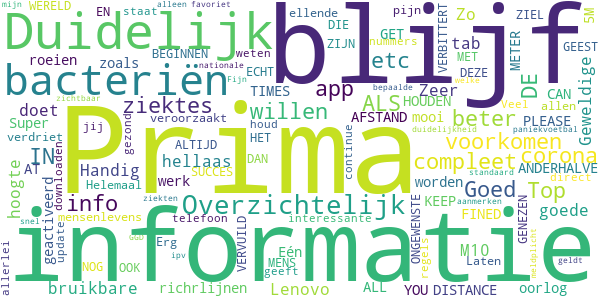 mijn WERELD EN alleen favoriet
staat ellende pijn ZIEL
Duidelijk blijf
roeien BEGINNEN DIE GET nummers VERBITTERT 5M
zoals ECHT weten Zo MET GEEST
bacteriën etc ZIJN tab METER DEZE welke
nationale Fijn TIMES app Zeer DE CAN Geweldige
zichtbaar ziektes willen bepaalde allen
doet veroorzaakt ALS HOUDEN Veel PLEASE
Super jij gezond houd AFSTAND mooi beter
verdriet ALTIJD HET Prima duidelijkheid paniekvoetbal
IN Handig hellaas continue voorkomen ANDERHALVE
AT Helemaal DAN compleet corona
hoogte geactiveerd downloaden werk SUCCES worden Goed Top direct
info Overzichtelijk KEEP standaard
mensenlevens ziekten FINED aanmerken goede
update telefoon interessante ONGEWENSTE GENEZEN
snel GGD Erg VERVUILD Eén regels M10 meldplicht
informatie
allerlei NOG OOK ipv MENS geeft ALL YOU DISTANCE Laten geldt
bruikbare richrlijnen Lenovo oorlog